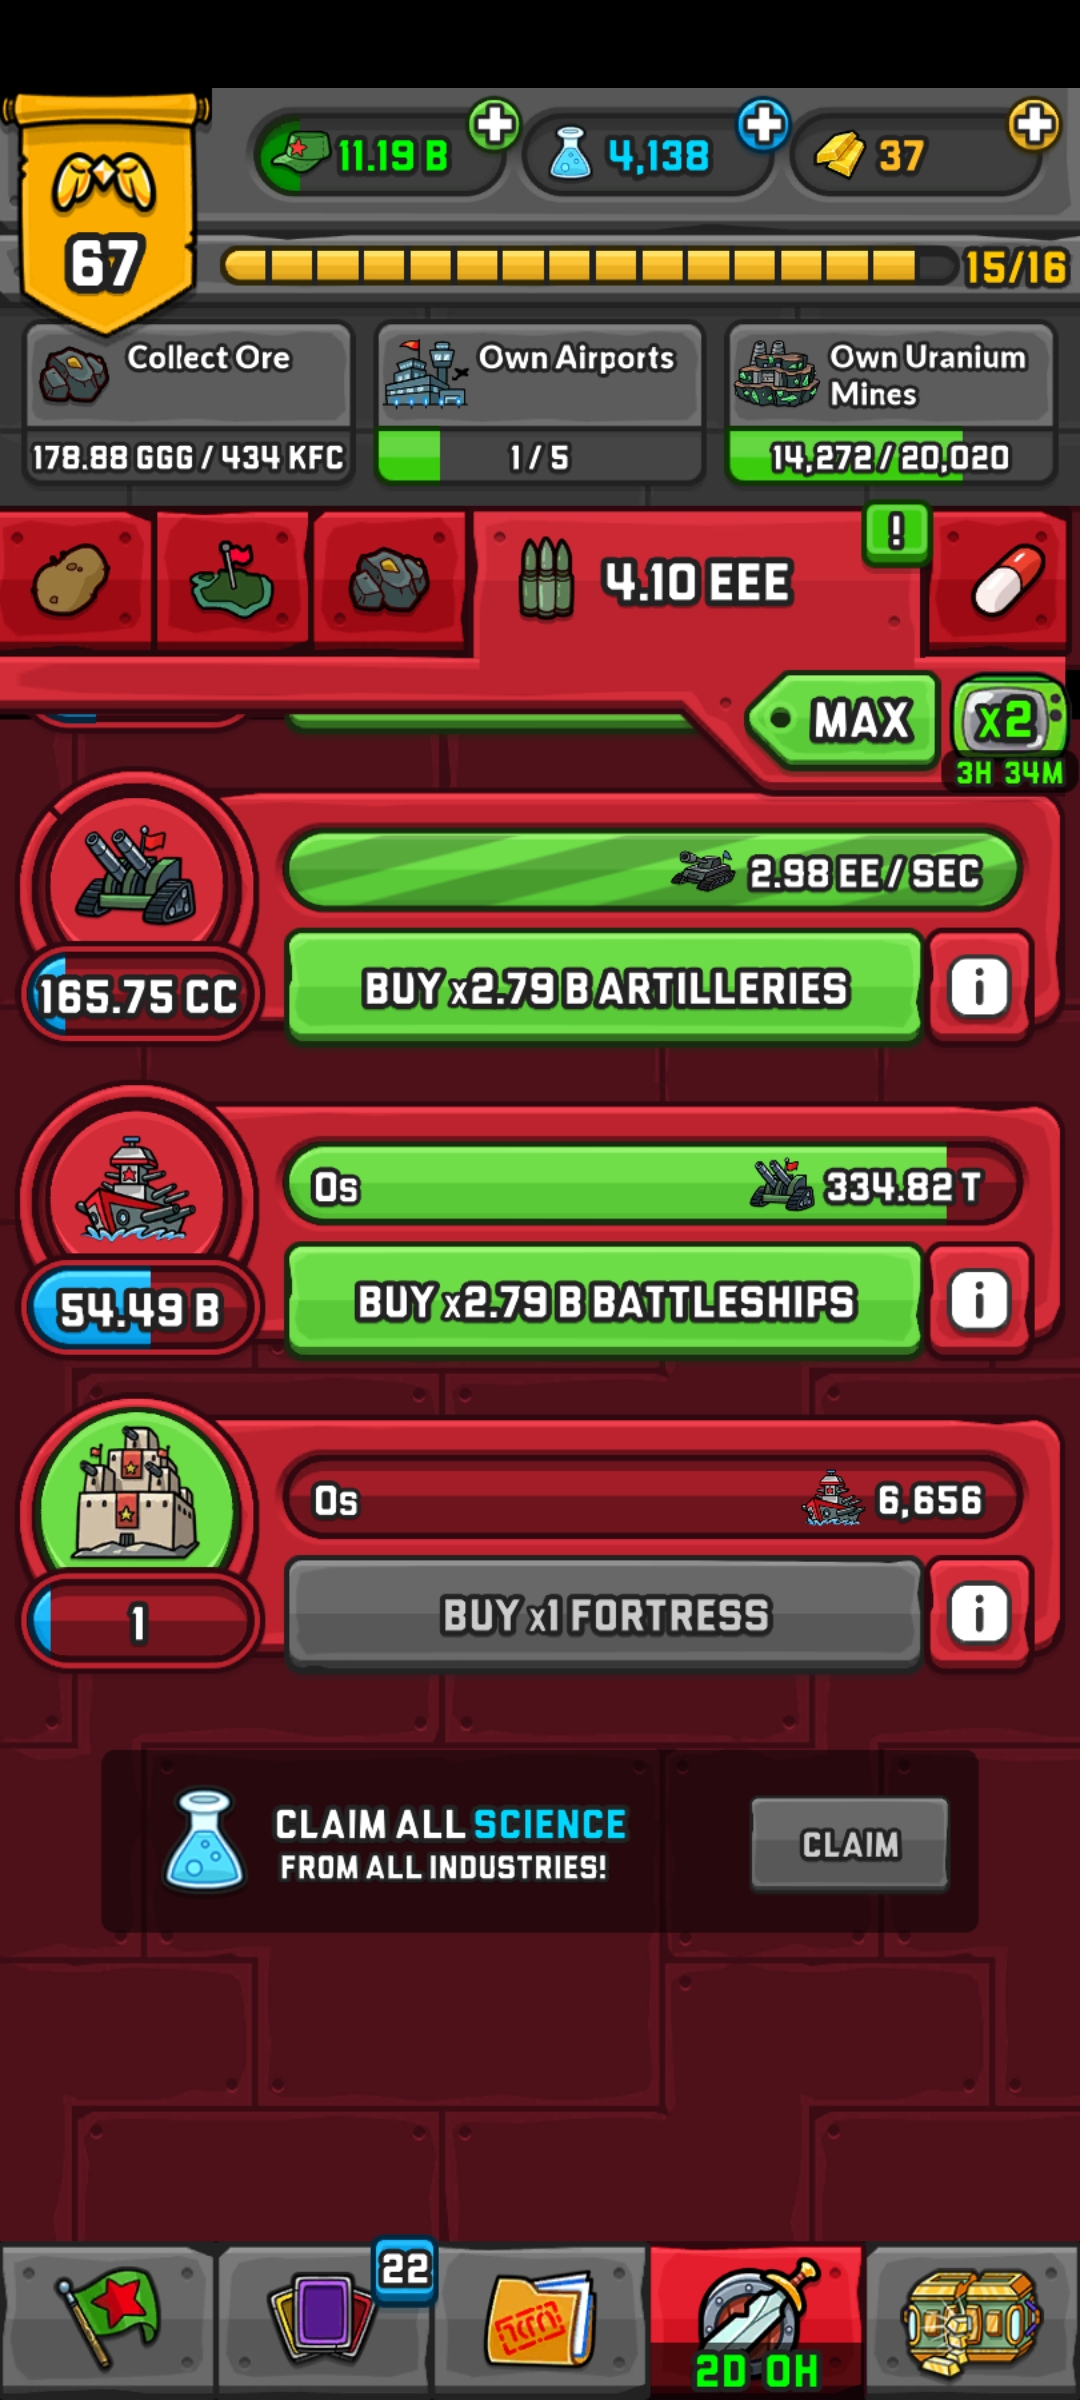 11.19 B
4,138
37
67
15/16
Collect Ore
Own Airports
Own Uranium
Mines
178.88 GGG / 434 KFC
1 / 5
14,272 / 20,020
!
4.10 EEE
MAX
x2
3H 34M
2.98 EE / SEC
165.75 CC
BUY x2.79 B ARTILLERIES
i
0s
334.82 T
54.49 B
BUY x2.79 B BATTLESHIPS
i
0s
6,656
1
BUY x1 FORTRESS
i
CLAIM ALL SCIENCE
FROM ALL INDUSTRIES!
CLAIM
22
2D 0H